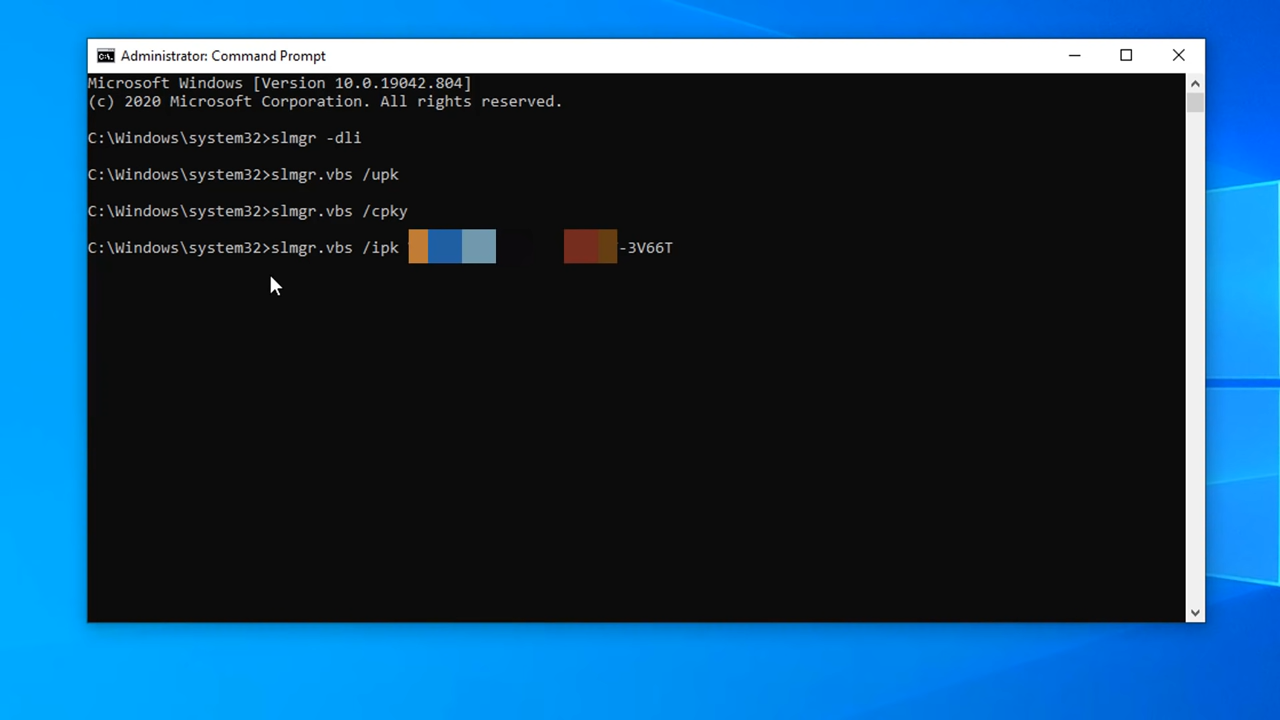 Administrator: Command Prompt
Microsoft Windows [Version 10.0.19042.804]
(c) 2020 Microsoft Corporation. All rights reserved.
C:\Windows\system32>slmgr -dli
C:\Windows\system32>slmgr.vbs /upk
C:\Windows\system32>slmgr.vbs /cpky
C:\Windows\system32>slmgr.vbs /ipk -3V66T